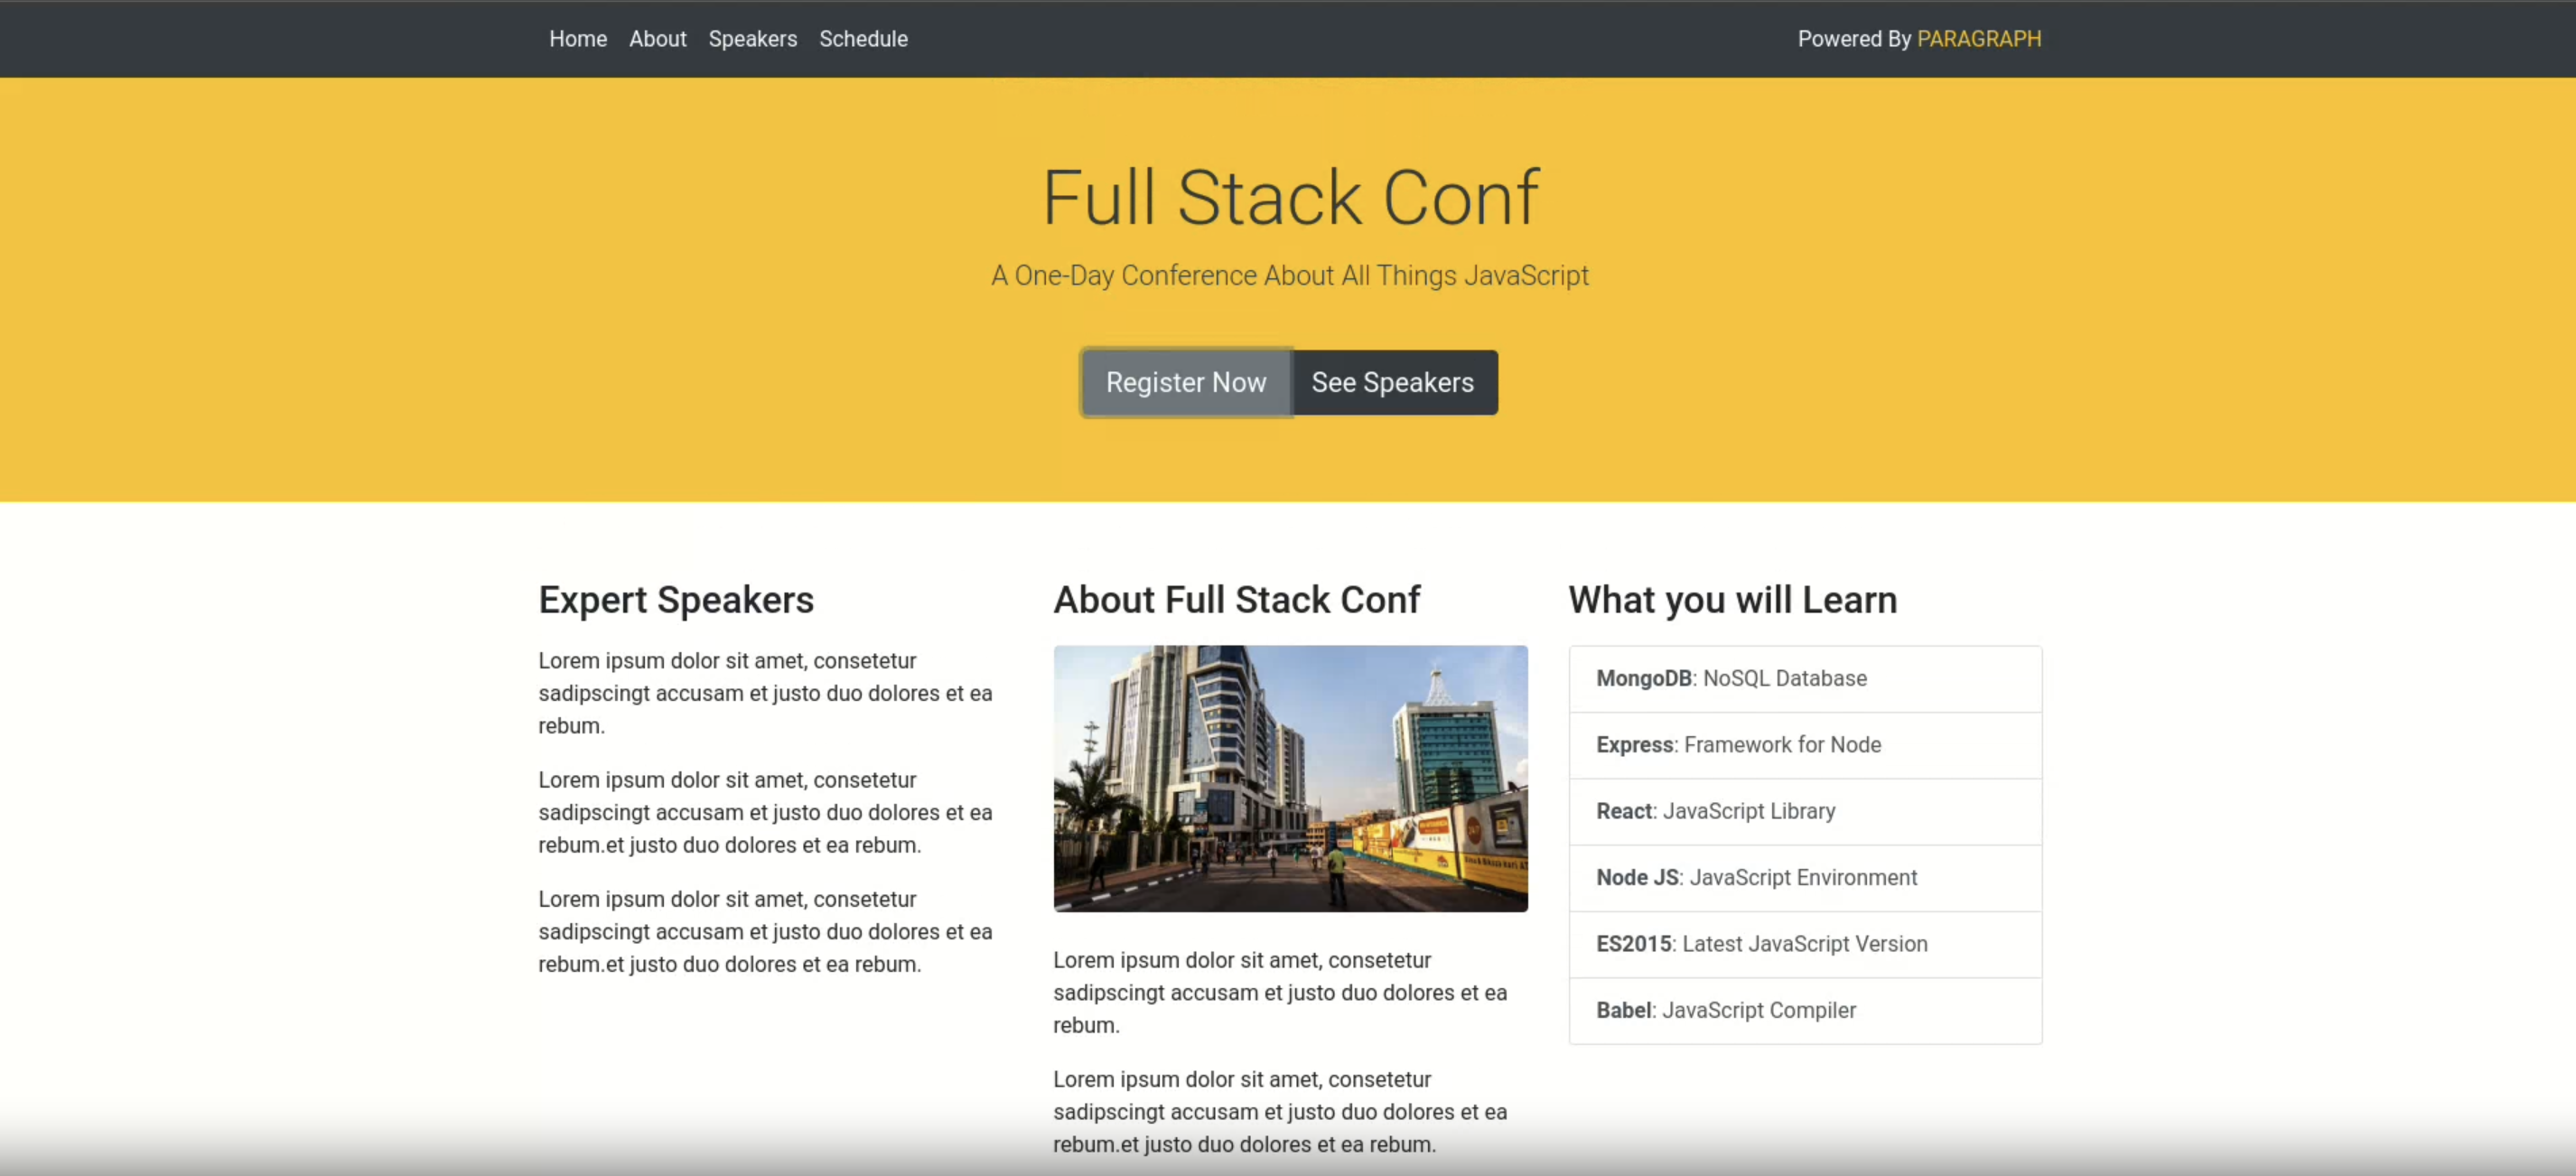 Home About Speakers Schedule Powered By PARAGRAPH
Full Stack Conf
A One-Day Conference About All Things JavaScript
Register Now See Speakers
Expert Speakers
Lorem ipsum dolor sit amet, consetetur
sadipscingt accusam et justo duo dolores et ea
rebum.
Lorem ipsum dolor sit amet, consetetur
sadipscingt accusam et justo duo dolores et ea
rebum.et justo duo dolores et ea rebum.
Lorem ipsum dolor sit amet, consetetur
sadipscingt accusam et justo duo dolores et ea
rebum.et justo duo dolores et ea rebum.
About Full Stack Conf
Lorem ipsum dolor sit amet, consetetur
sadipscingt accusam et justo duo dolores et ea
rebum.
Lorem ipsum dolor sit amet, consetetur
sadipscingt accusam et justo duo dolores et ea
rebum.et justo duo dolores et ea rebum.
What you will Learn
MongoDB: NoSQL Database
Express: Framework for Node
React: JavaScript Library
Node JS: JavaScript Environment
ES2015: Latest JavaScript Version
Babel: JavaScript Compiler